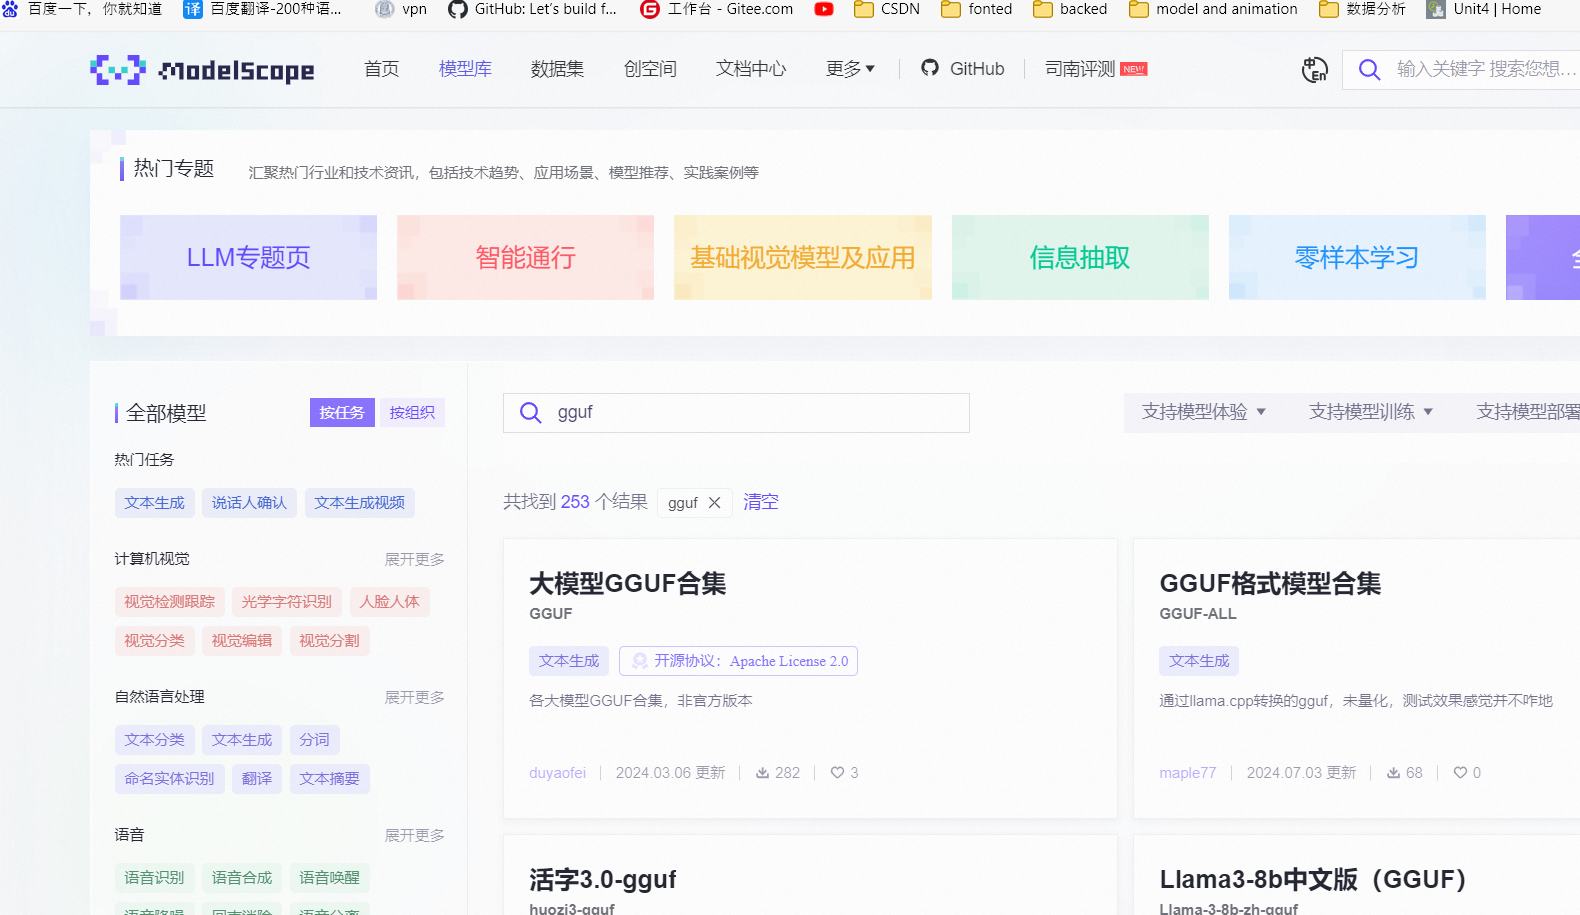 百度一下，你就知道 百度翻译-200种语... vpn GitHub: Let's build f... 工作台 - Gitee.com CSDN fonted backed model and animation 数据分析 Unit4 | Home
ModelScope 首页 模型库 数据集 创空间 文档中心 更多 GitHub 司南评测 NEW! 中En 输入关键字 搜索您想...
热门专题 汇聚热门行业和技术资讯，包括技术趋势、应用场景、模型推荐、实践案例等
LLM专题页 智能通行 基础视觉模型及应用 信息抽取 零样本学习
全部模型 按任务 按组织
gguf
支持模型体验 支持模型训练 支持模型部署
热门任务
文本生成 说话人确认 文本生成视频
计算机视觉 展开更多
视觉检测跟踪 光学字符识别 人脸人体
视觉分类 视觉编辑 视觉分割
自然语言处理 展开更多
文本分类 文本生成 分词
命名实体识别 翻译 文本摘要
语音 展开更多
语音识别 语音合成 语音唤醒
语音降噪 回声消除 语音分离
共找到 253 个结果 gguf 清空
大模型GGUF合集
GGUF
文本生成 开源协议：Apache License 2.0
各大模型GGUF合集，非官方版本
duyaofei 2024.03.06 更新 282 3
GGUF格式模型合集
GGUF-ALL
文本生成
通过llama.cpp转换的gguf，未量化，测试效果感觉并不咋地
maple77 2024.07.03 更新 68 0
活字3.0-gguf
huozi3-gguf
Llama3-8b中文版（GGUF）
Llama-3-8b-zh-gguf